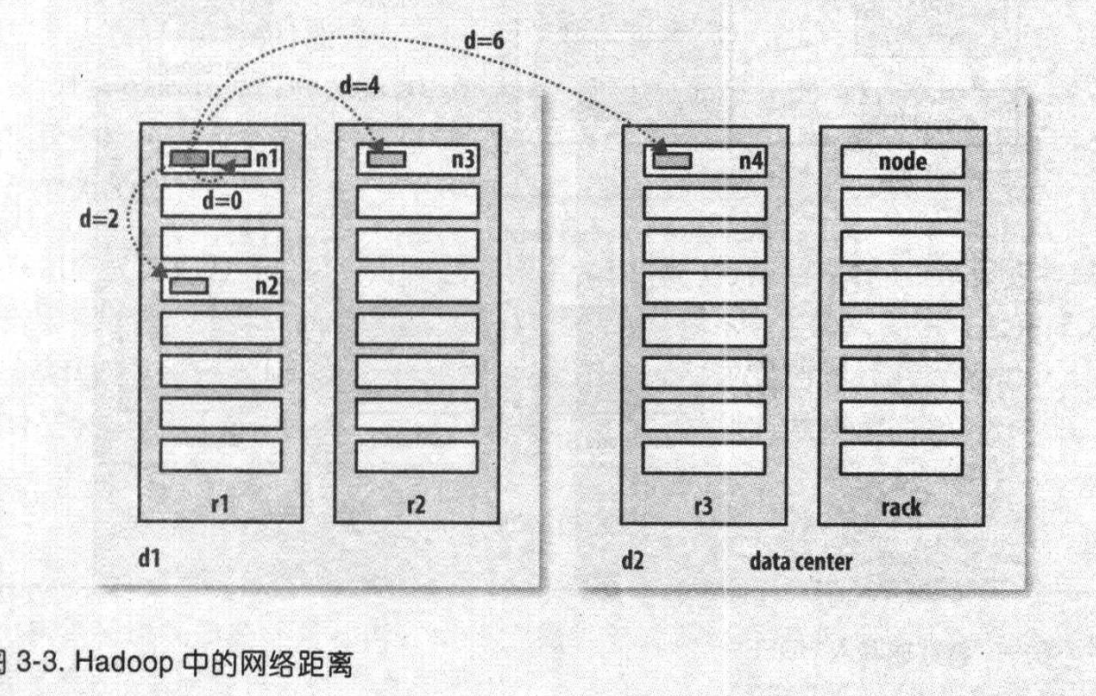 d=6
d=4
n1
n3
n4
node
d=0
d=2
n2
r1
r2
r3
rack
d1
d2
data center
3-3. Hadoop 中的网络距离